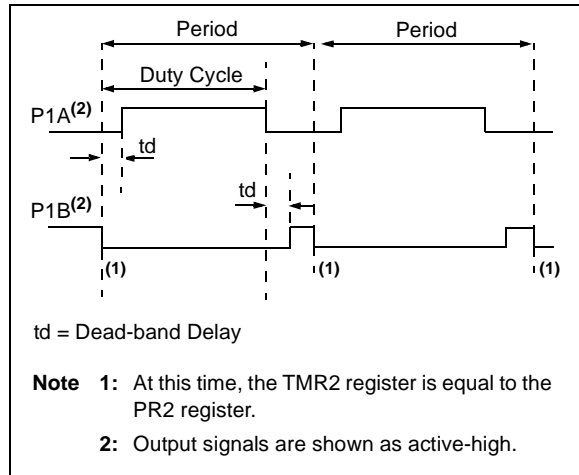 Period Period
Duty Cycle
P1A(2)
td
td
P1B(2)
(1) (1) (1)
td = Dead-band Delay
Note 1: At this time, the TMR2 register is equal to the
PR2 register.
2: Output signals are shown as active-high.